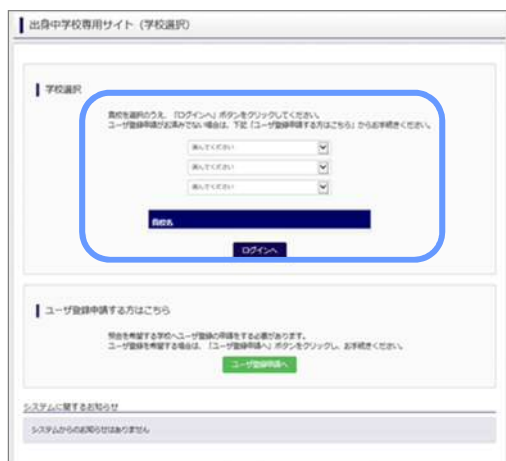 出身中学校専用サイト（学校選択）
学校選択
貴校を選択のうえ、「ログインへ」ボタンをクリックしてください。
ユーザ登録申請がお済みでない場合は、下記「ユーザ登録申請する方はこちら」からお手続きください。
選んでください
選んでください
選んでください
貴校名
ログインへ
ユーザ登録申請する方はこちら
照会を希望する学校へユーザ登録の申請をする必要があります。
ユーザ登録を希望する場合は、「ユーザ登録申請へ」ボタンをクリックし、お手続きください。
ユーザ登録申請へ
システムに関するお知らせ
システムからのお知らせはありません